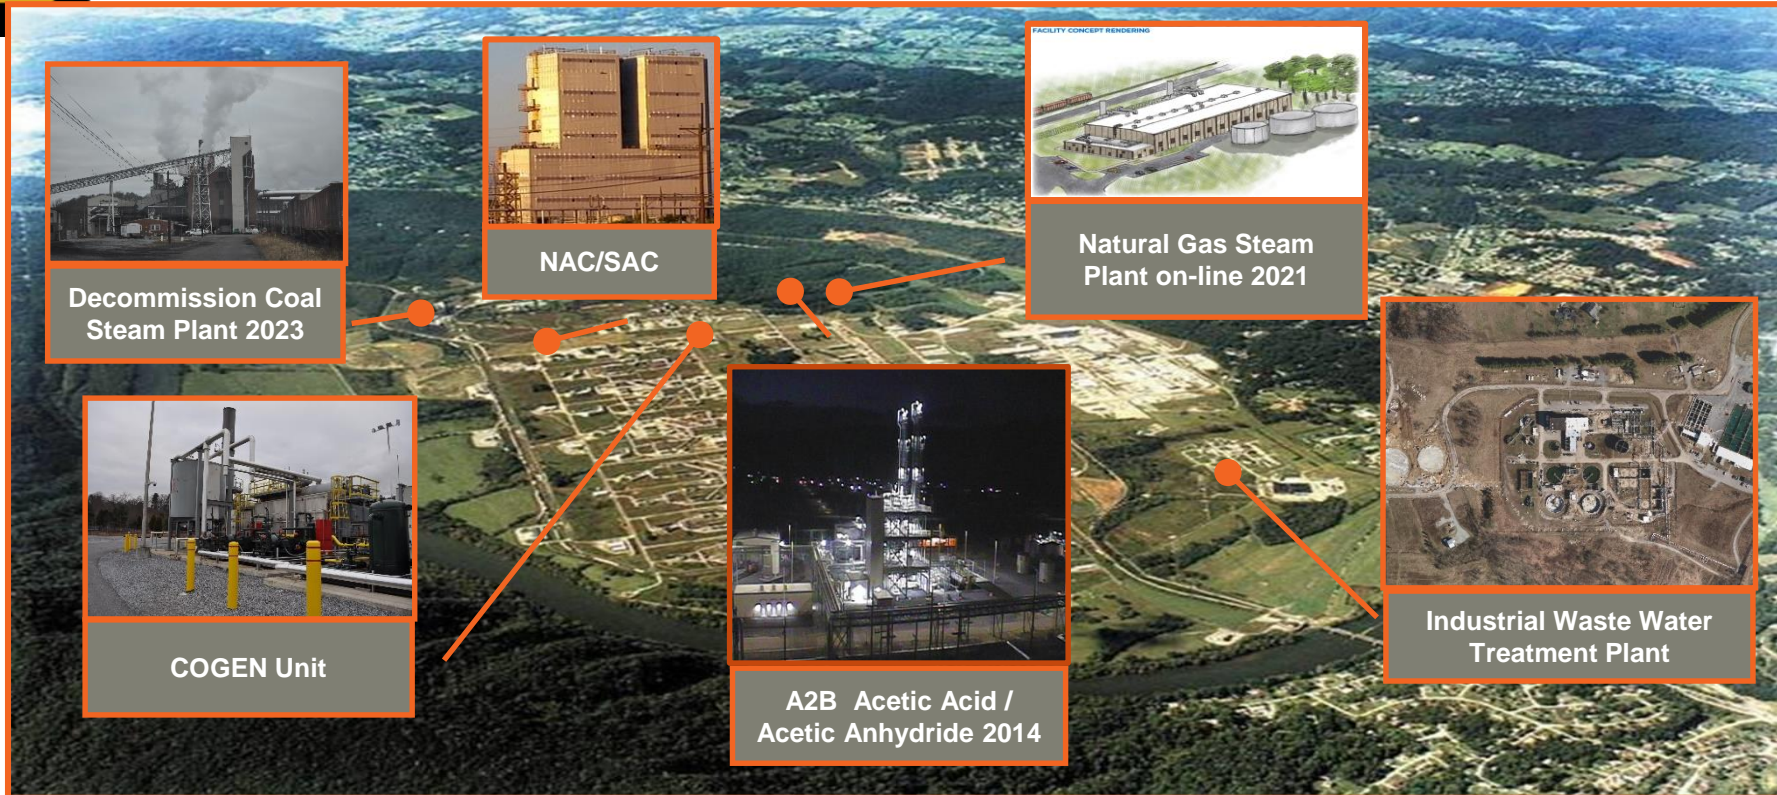 FACILITY CONCEPT RENDERING
Decommission Coal
Steam Plant 2023
NAC/SAC
Natural Gas Steam
Plant on-line 2021
COGEN Unit
A2B Acetic Acid /
Acetic Anhydride 2014
Industrial Waste Water
Treatment Plant